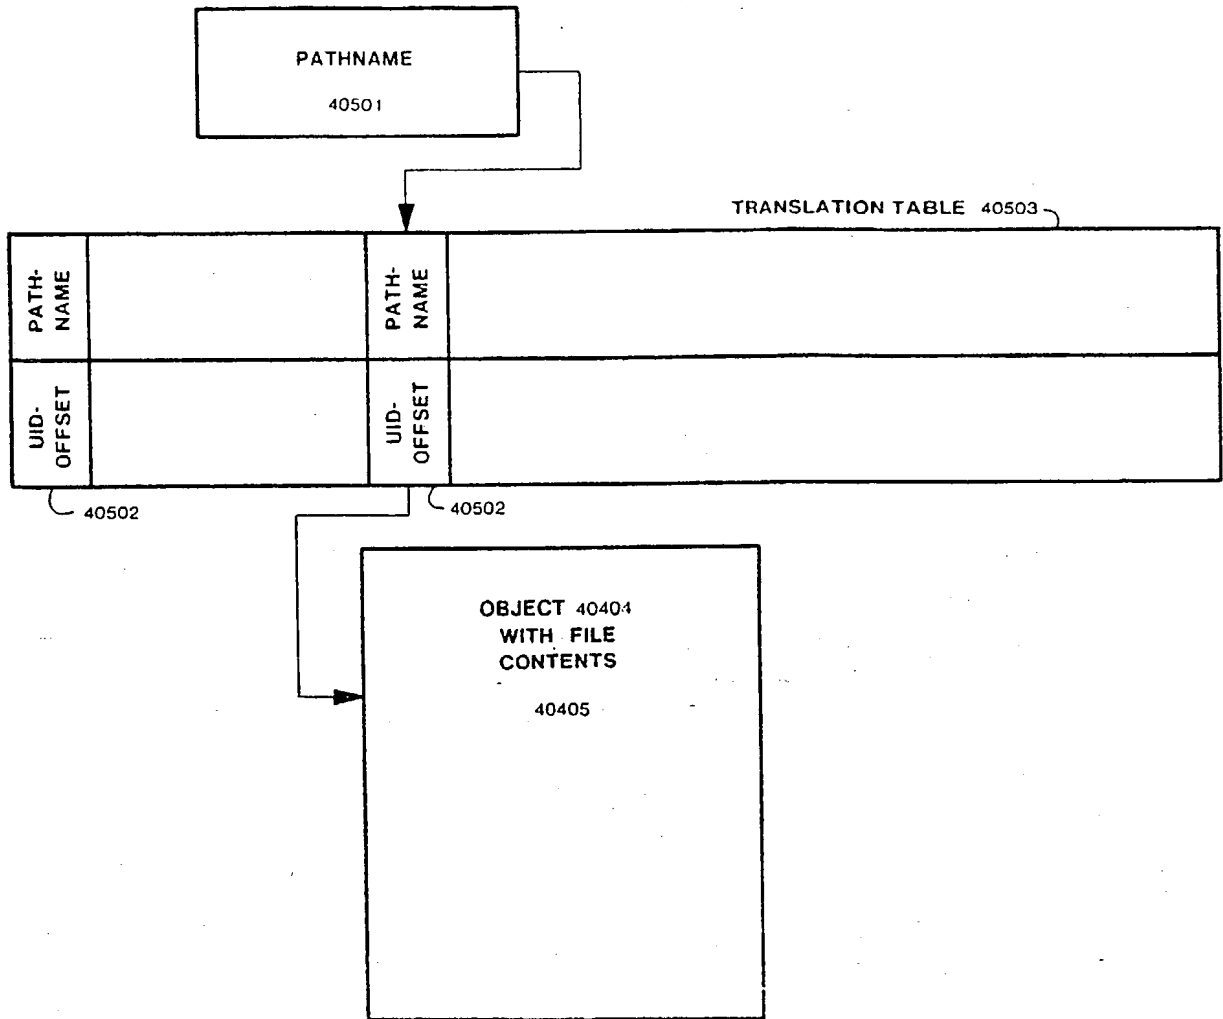 PATHNAME
40501
TRANSLATION TABLE 40503
PATH-
NAME
PATH-
NAME
UID-
OFFSET
UID-
OFFSET
40502
40502
OBJECT 40404
WITH FILE
CONTENTS
40405